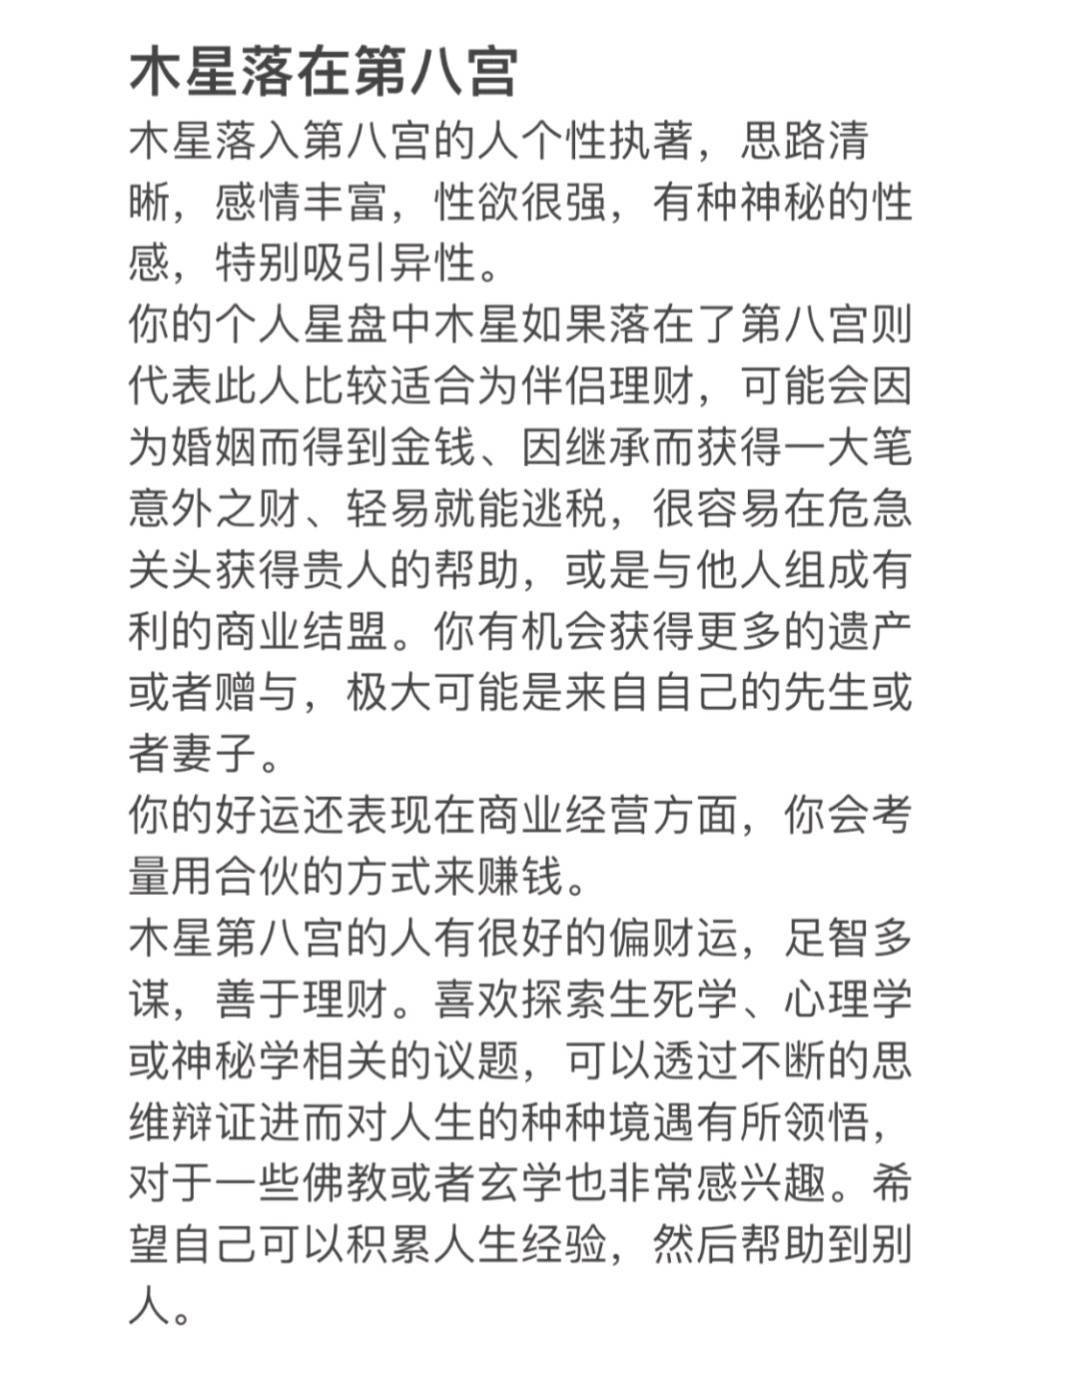 木星落在第八宫
木星落入第八宫的人个性执著，思路清
晰，感情丰富，性欲很强，有种神秘的性
感，特别吸引异性。
你的个人星盘中木星如果落在了第八宫则
代表此人比较适合为伴侣理财，可能会因
为婚姻而得到金钱、因继承而获得一大笔
意外之财、轻易就能逃税，很容易在危急
关头获得贵人的帮助，或是与他人组成有
利的商业结盟。你有机会获得更多的遗产
或者赠与，极大可能是来自自己的先生或
者妻子。
你的好运还表现在商业经营方面，你会考
量用合伙的方式来赚钱。
木星第八宫的人有很好的偏财运，足智多
谋，善于理财。喜欢探索生死学、心理学
或神秘学相关的议题，可以透过不断的思
维辩证进而对人生的种种境遇有所领悟，
对于一些佛教或者玄学也非常感兴趣。希
望自己可以积累人生经验，然后帮助到别
人。